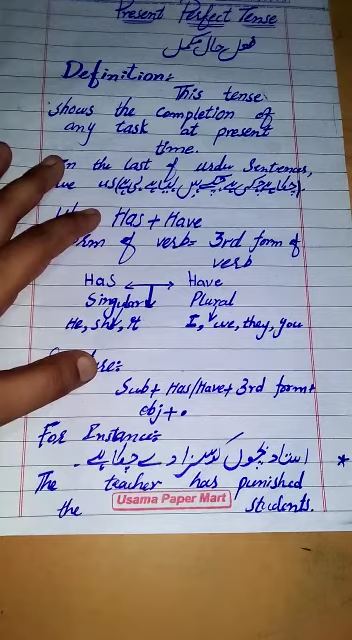 Present Perfect Tense
فعل حال مکمل
Definition:
This tense
shows the completion of
any task at present
time.
In the last of urdu Sentences,
we us
Has + Have
of verb= 3rd form of
verb
Has ↔ Have
Singular Plural
He, she, it I, we, they, you
Sub + Has/Have + 3rd form +
obj + .
For Instance:
استاد بچوں کو سزا دے چکا ہے ۔
*
The teacher has punished
the students.
Usama Paper Mart